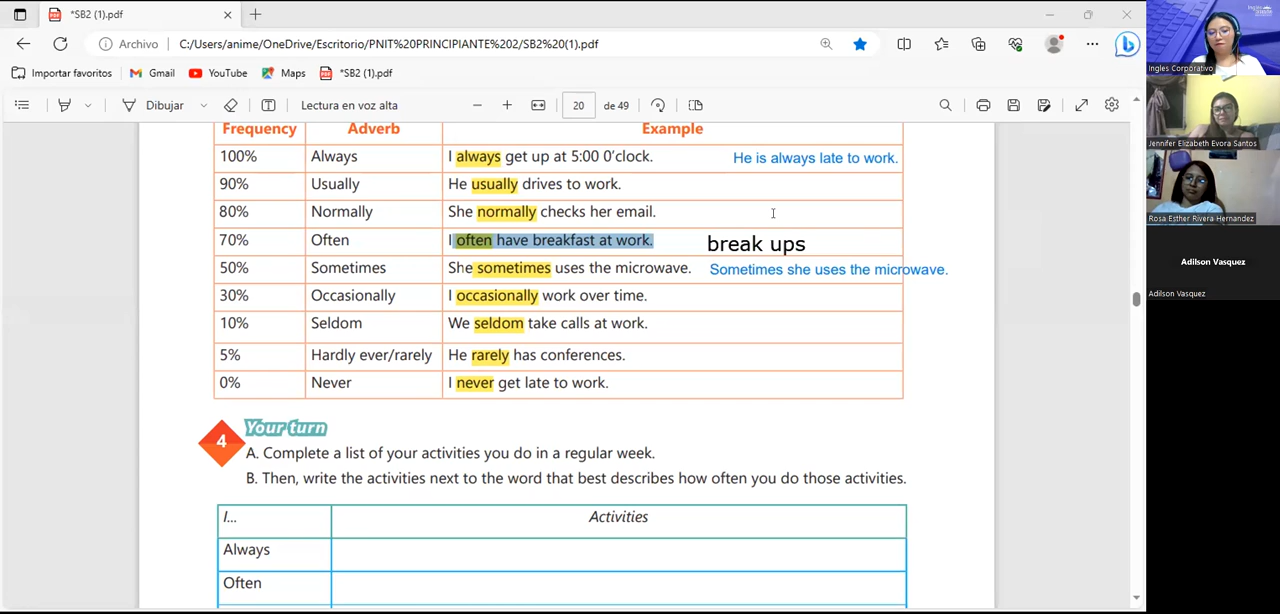 *SB2 (1).pdf
Archivo C:/Users/anime/OneDrive/Escritorio/PNIT%20PRINCIPIANTE%202/SB2%20(1).pdf
Importar favoritos Gmail YouTube Maps *SB2 (1).pdf
Dibujar Lectura en voz alta 20 de 49
Frequency Adverb Example
100% Always I always get up at 5:00 0'clock. He is always late to work.
90% Usually He usually drives to work.
80% Normally She normally checks her email.
70% Often I often have breakfast at work. break ups
50% Sometimes She sometimes uses the microwave. Sometimes she uses the microwave.
30% Occasionally I occasionally work over time.
10% Seldom We seldom take calls at work.
5% Hardly ever/rarely He rarely has conferences.
0% Never I never get late to work.
4 Your turn
A. Complete a list of your activities you do in a regular week.
B. Then, write the activities next to the word that best describes how often you do those activities.
I... Activities
Always
Often
Ingles Corporativo
Jennifer Elizabeth Evora Santos
Rosa Esther Rivera Hernandez
Adilson Vasquez
Adilson Vasquez